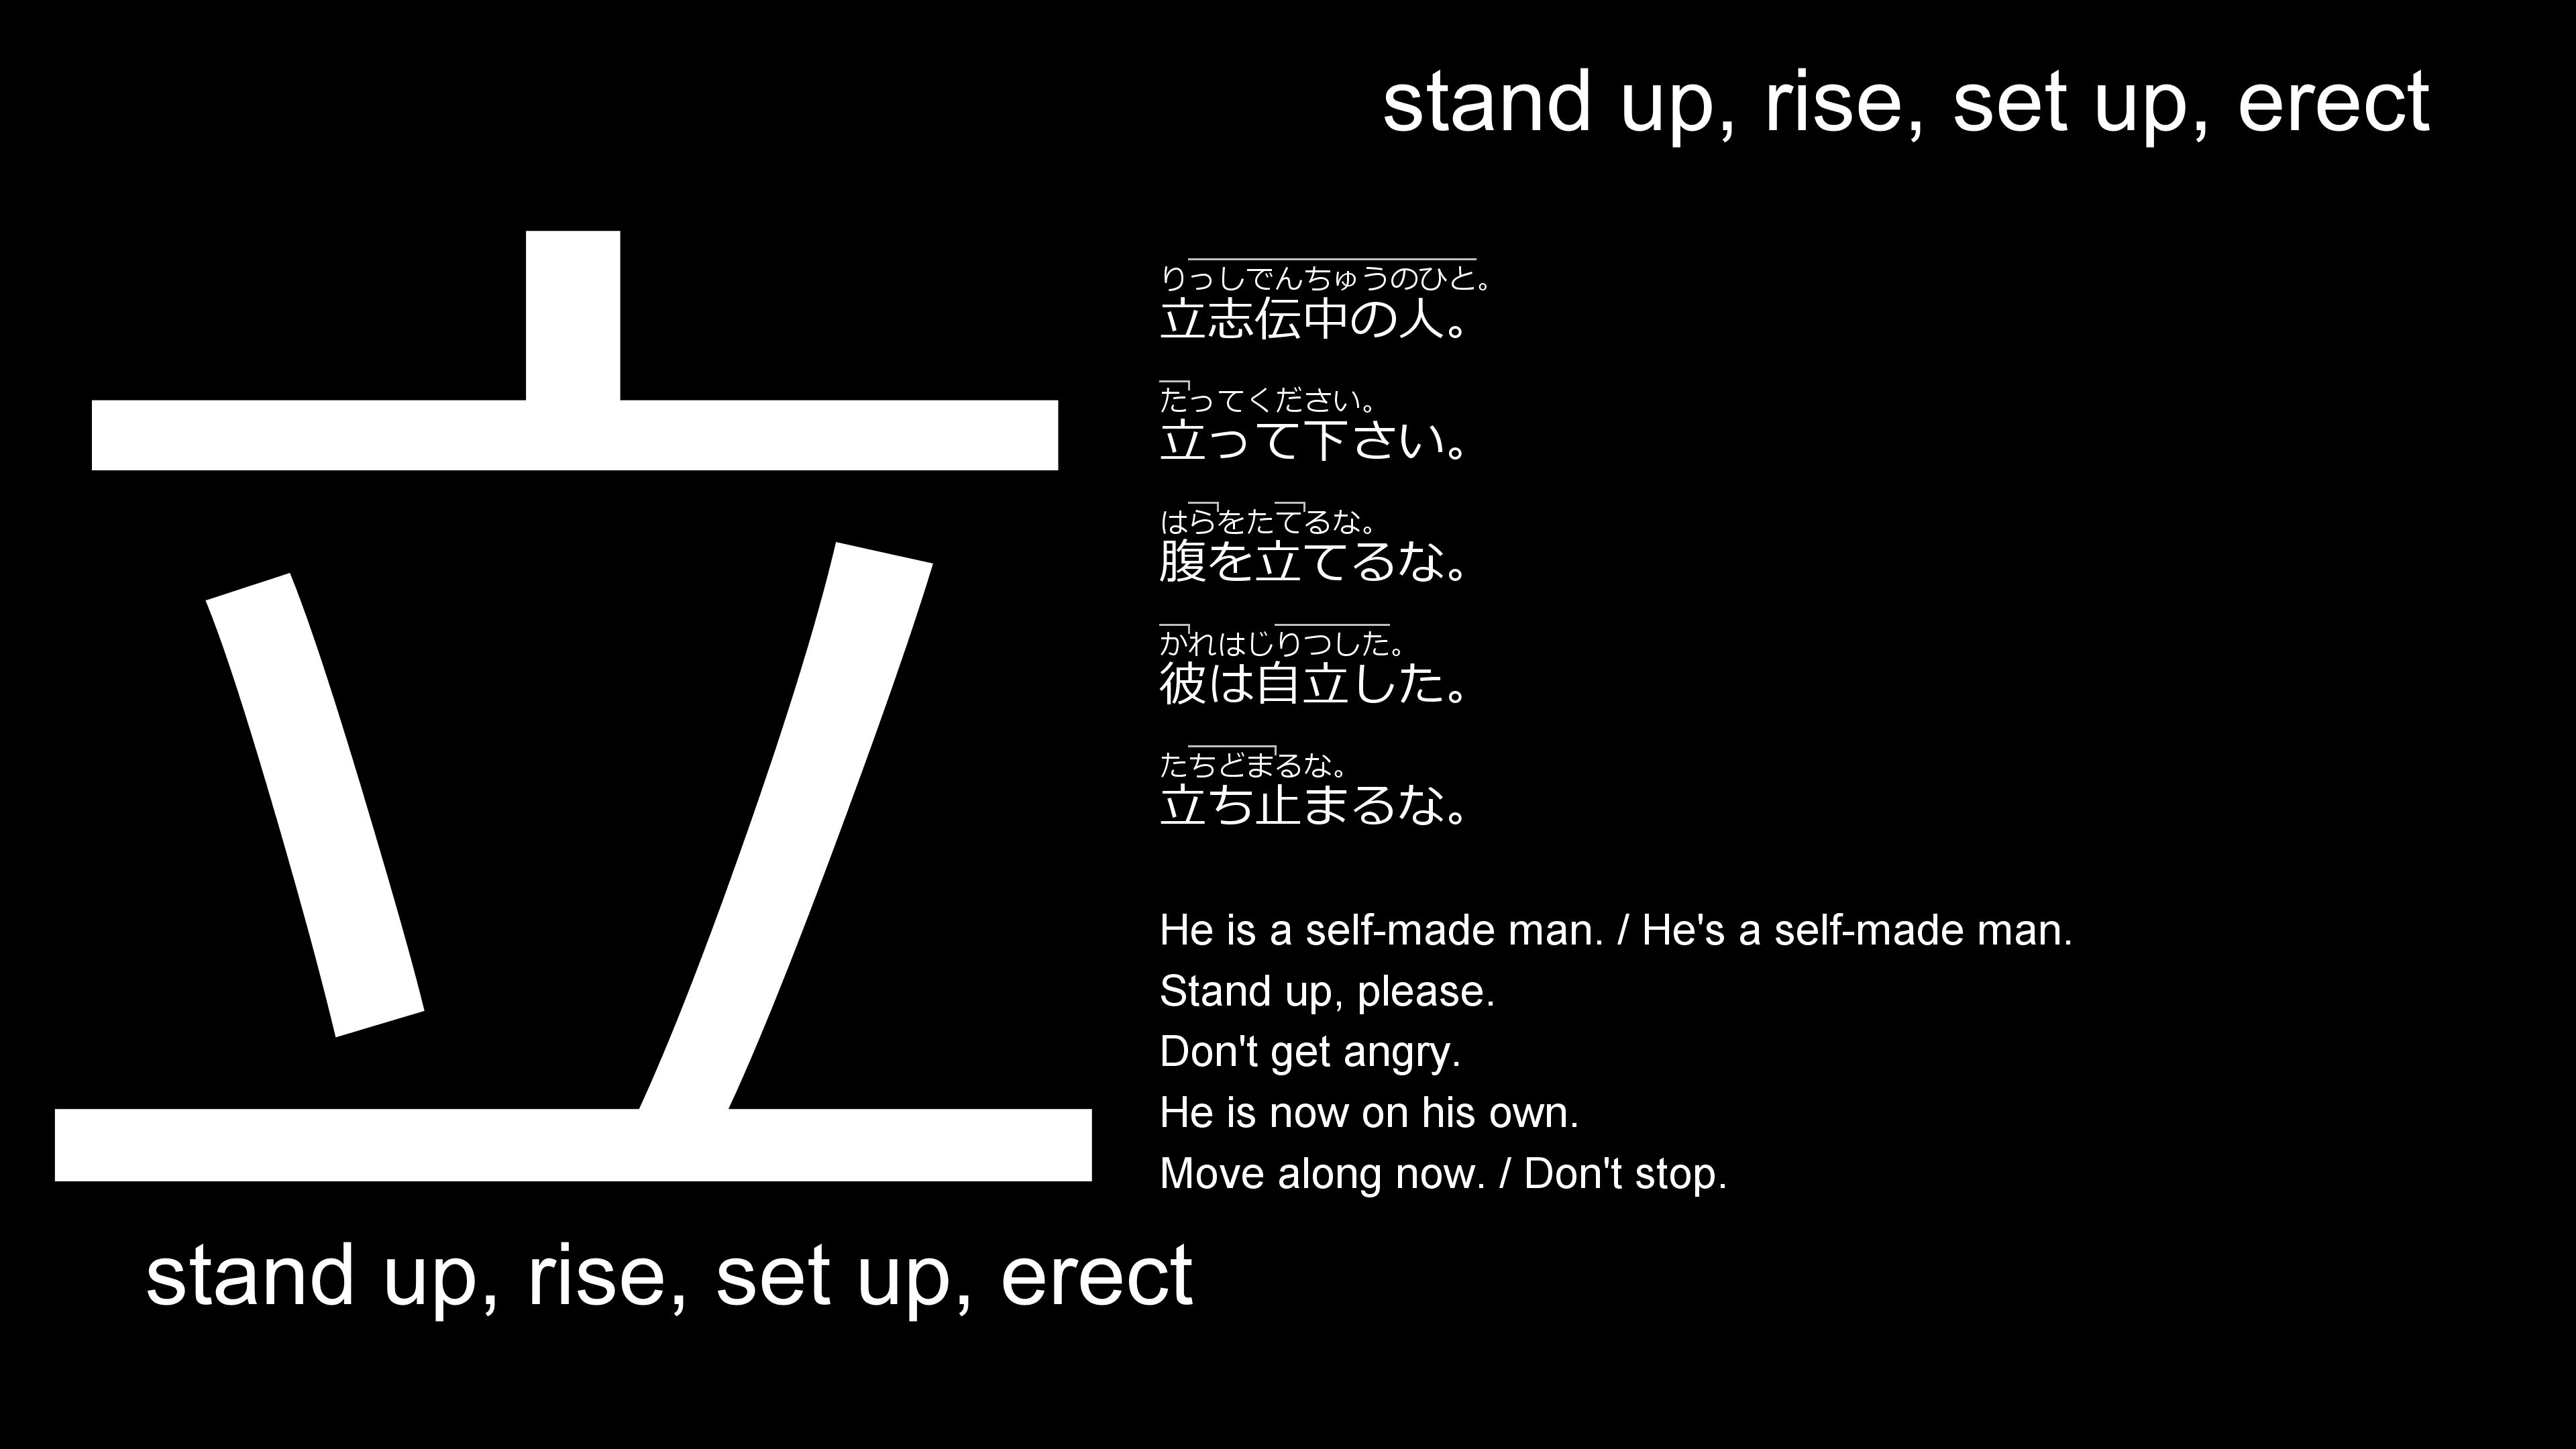 stand up, rise, set up, erect
立
りっしでんちゅうのひと。
立志伝中の人。
たってください。
立って下さい。
はらをたてるな。
腹を立てるな。
かれはじりつした。
彼は自立した。
たちどまるな。
立ち止まるな。
He is a self-made man. / He's a self-made man.
Stand up, please.
Don't get angry.
He is now on his own.
Move along now. / Don't stop.
stand up, rise, set up, erect